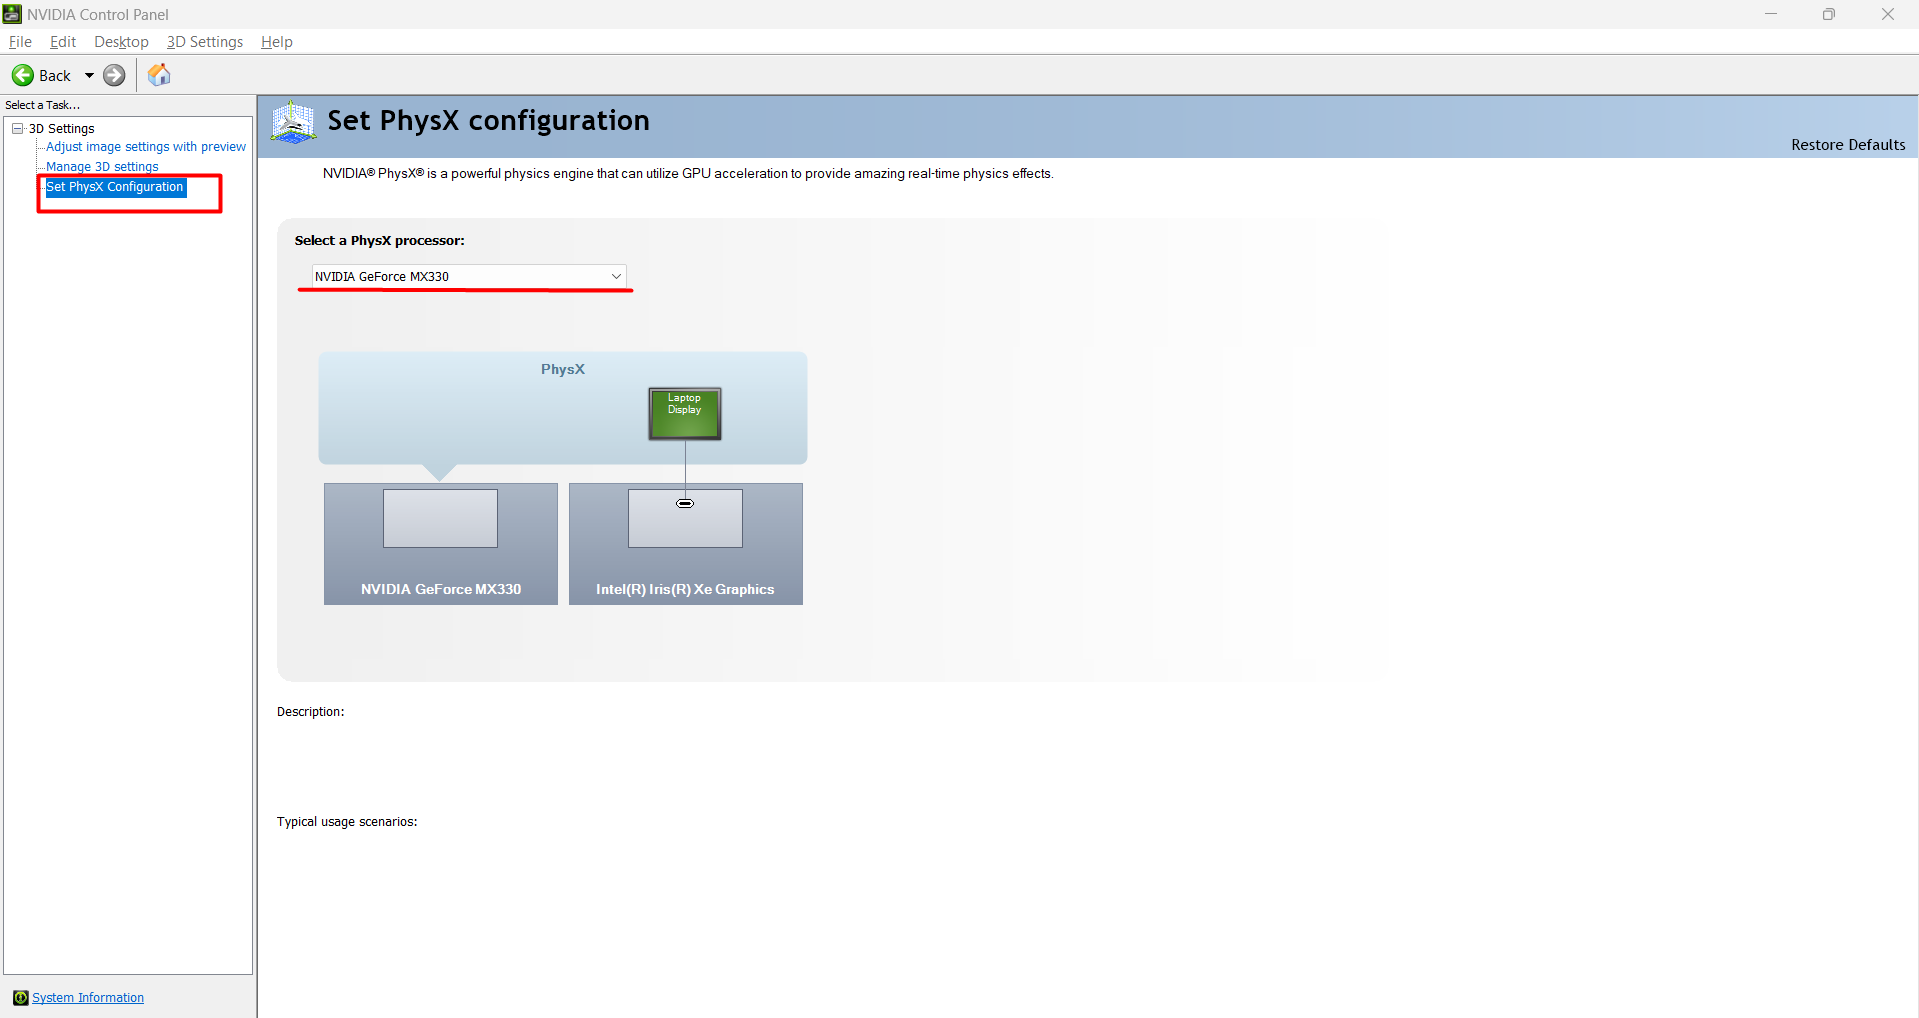 NVIDIA Control Panel
File Edit Desktop 3D Settings Help
Back
Select a Task...
3D Settings
Adjust image settings with preview
Manage 3D settings
Set PhysX Configuration
System Information
Set PhysX configuration
Restore Defaults
NVIDIA® PhysX® is a powerful physics engine that can utilize GPU acceleration to provide amazing real-time physics effects.
Select a PhysX processor:
NVIDIA GeForce MX330
PhysX
Laptop
Display
NVIDIA GeForce MX330
Intel(R) Iris(R) Xe Graphics
Description:
Typical usage scenarios: